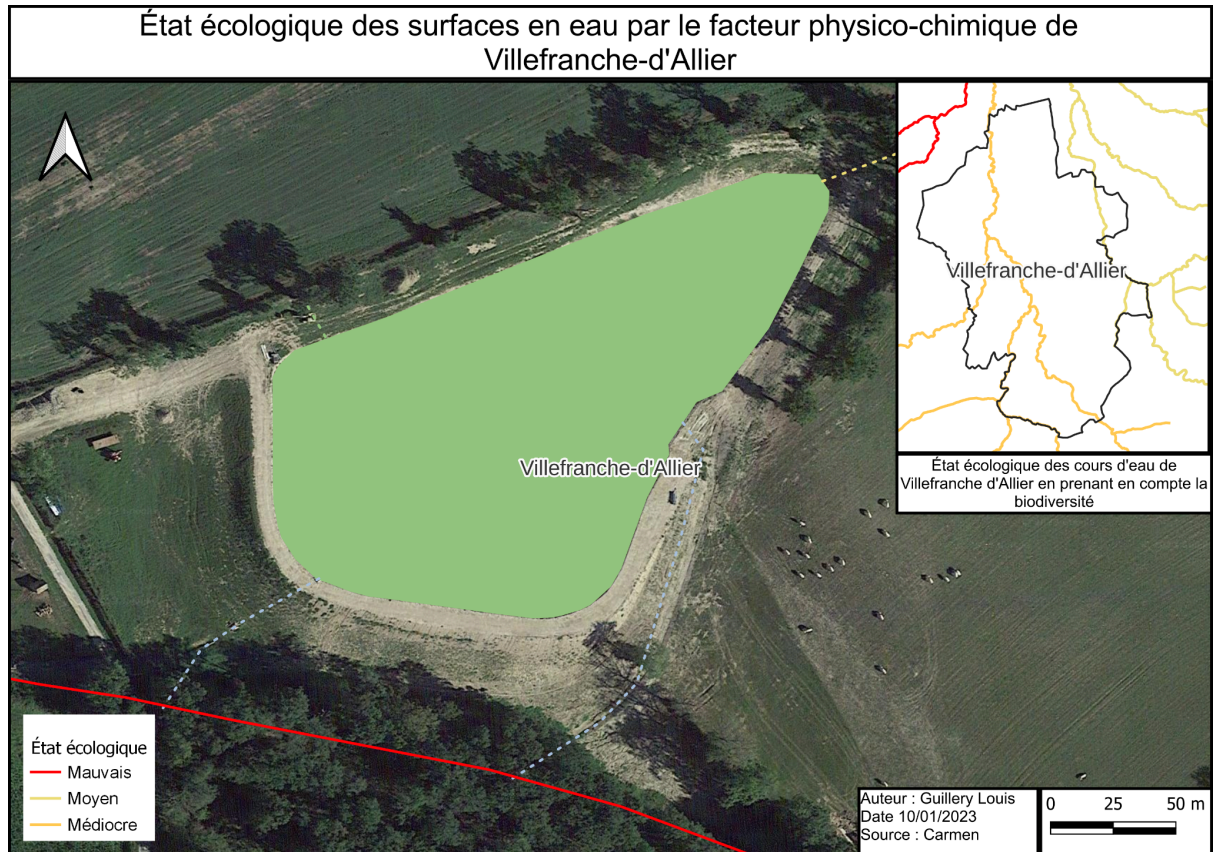 État écologique des surfaces en eau par le facteur physico-chimique de
Villefranche-d'Allier
Villefranche-d'Allier
État écologique des cours d'eau de
Villefranche d'Allier en prenant en compte la
biodiversité
Villefranche-d'Allier
État écologique
Mauvais
Moyen
Médiocre
Auteur : Guillery Louis
Date 10/01/2023
Source : Carmen
0 25 50 m